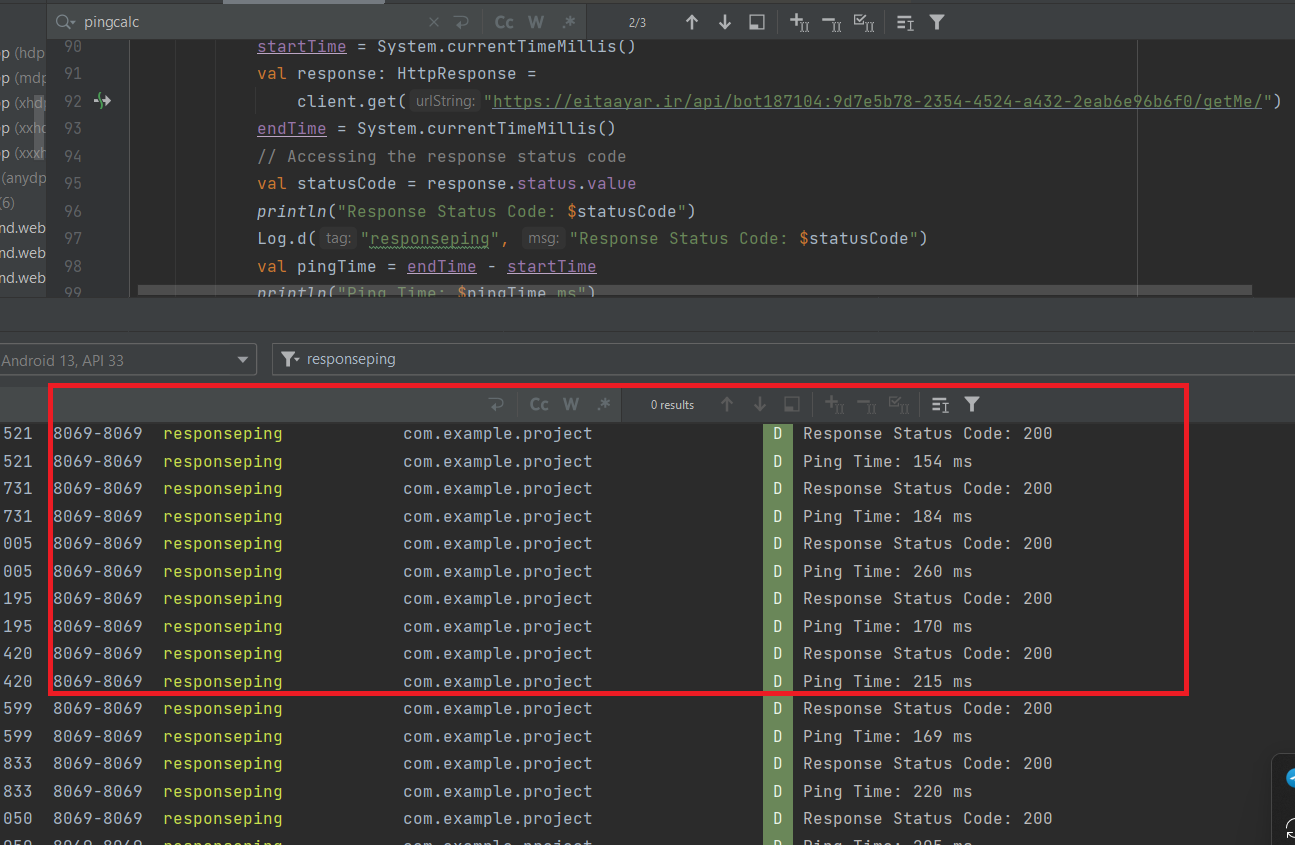 pingcalc Cc W .* 2/3
p (hdp
p (mdp
p (xhdp
p (xxhd
p (xxxh
(anydp
(6)
nd.web
nd.web
nd.web
90 startTime = System.currentTimeMillis()
91 val response: HttpResponse =
92 client.get( urlString: "https://eitaayar.ir/api/bot187104:9d7e5b78-2354-4524-a432-2eab6e96b6f0/getMe/")
93 endTime = System.currentTimeMillis()
94 // Accessing the response status code
95 val statusCode = response.status.value
96 println("Response Status Code: $statusCode")
97 Log.d( tag: "responseping", msg: "Response Status Code: $statusCode")
98 val pingTime = endTime - startTime
99 println("Ping Time: $pingTime ms")
Android 13, API 33 responseping
Cc W .* 0 results
521 8069-8069 responseping com.example.project D Response Status Code: 200
521 8069-8069 responseping com.example.project D Ping Time: 154 ms
731 8069-8069 responseping com.example.project D Response Status Code: 200
731 8069-8069 responseping com.example.project D Ping Time: 184 ms
005 8069-8069 responseping com.example.project D Response Status Code: 200
005 8069-8069 responseping com.example.project D Ping Time: 260 ms
195 8069-8069 responseping com.example.project D Response Status Code: 200
195 8069-8069 responseping com.example.project D Ping Time: 170 ms
420 8069-8069 responseping com.example.project D Response Status Code: 200
420 8069-8069 responseping com.example.project D Ping Time: 215 ms
599 8069-8069 responseping com.example.project D Response Status Code: 200
599 8069-8069 responseping com.example.project D Ping Time: 169 ms
833 8069-8069 responseping com.example.project D Response Status Code: 200
833 8069-8069 responseping com.example.project D Ping Time: 220 ms
050 8069-8069 responseping com.example.project D Response Status Code: 200
050 8069-8069 responseping com.example.project D Ping Time: ms